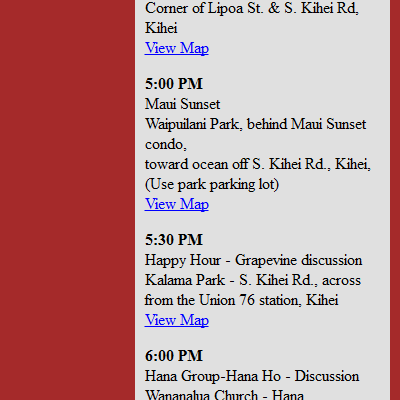 Corner of Lipoa St. & S. Kihei Rd,
Kihei
View Map
5:00 PM
Maui Sunset
Waipuilani Park, behind Maui Sunset
condo,
toward ocean off S. Kihei Rd., Kihei,
(Use park parking lot)
View Map
5:30 PM
Happy Hour - Grapevine discussion
Kalama Park - S. Kihei Rd., across
from the Union 76 station, Kihei
View Map
6:00 PM
Hana Group-Hana Ho - Discussion
Wananalua Church - Hana